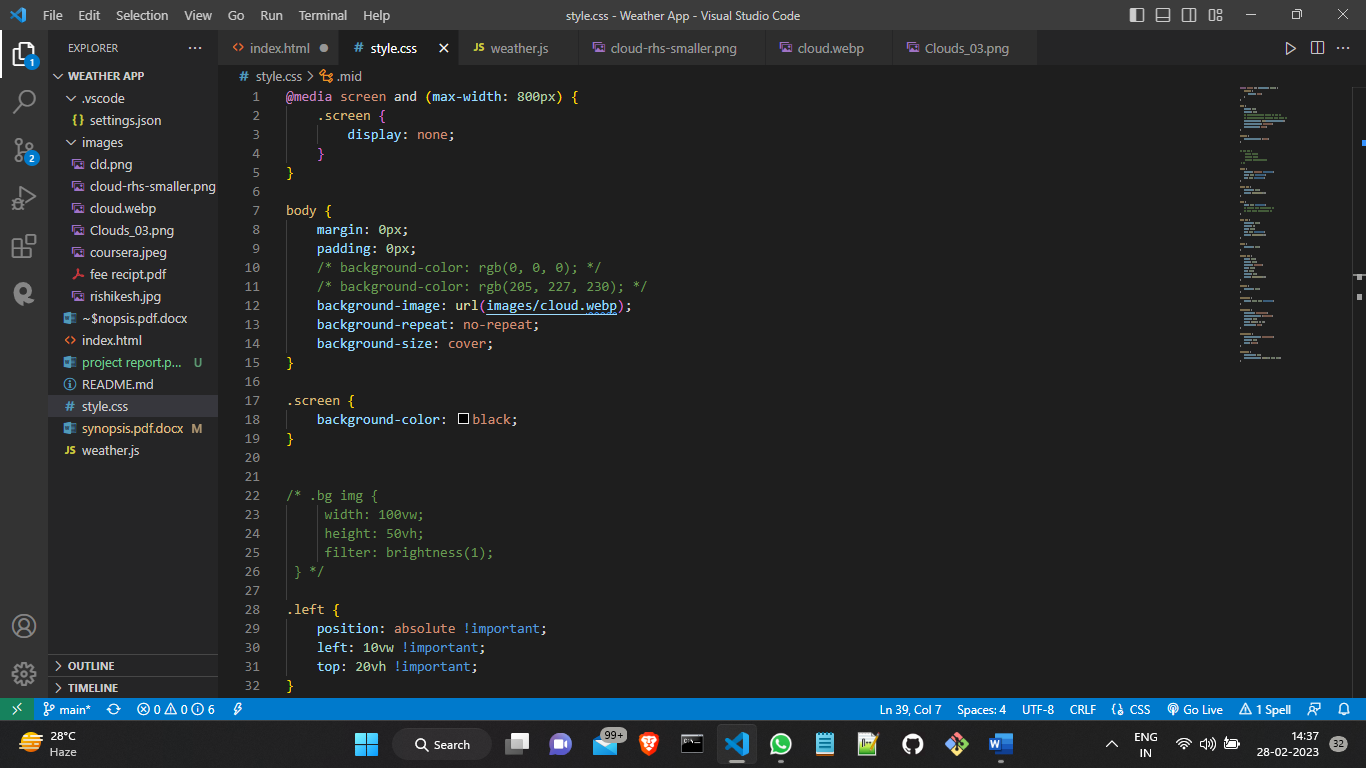 File Edit Selection View Go Run Terminal Help style.css - Weather App - Visual Studio Code
EXPLORER ···
index.html
# style.css
JS weather.js
cloud-rhs-smaller.png
cloud.webp
Clouds_03.png
WEATHER APP
.vscode
{} settings.json
images
cld.png
cloud-rhs-smaller.png
cloud.webp
Clouds_03.png
coursera.jpeg
fee recipt.pdf
rishikesh.jpg
~$nopsis.pdf.docx
index.html
project report.p... U
README.md
# style.css
synopsis.pdf.docx M
JS weather.js
OUTLINE
TIMELINE
1
2
# style.css > .mid
1 @media screen and (max-width: 800px) {
2 .screen {
3 display: none;
4 }
5 }
6
7 body {
8 margin: 0px;
9 padding: 0px;
10 /* background-color: rgb(0, 0, 0); */
11 /* background-color: rgb(205, 227, 230); */
12 background-image: url(images/cloud.webp);
13 background-repeat: no-repeat;
14 background-size: cover;
15 }
16
17 .screen {
18 background-color: black;
19 }
20
21
22 /* .bg img {
23 width: 100vw;
24 height: 50vh;
25 filter: brightness(1);
26 } */
27
28 .left {
29 position: absolute !important;
30 left: 10vw !important;
31 top: 20vh !important;
32 }
main* 0 0 6 Ln 39, Col 7 Spaces: 4 UTF-8 CRLF {} CSS Go Live 1 Spell
28°C
Haze
Search
99+
ENG
IN
14:37
28-02-2023
32